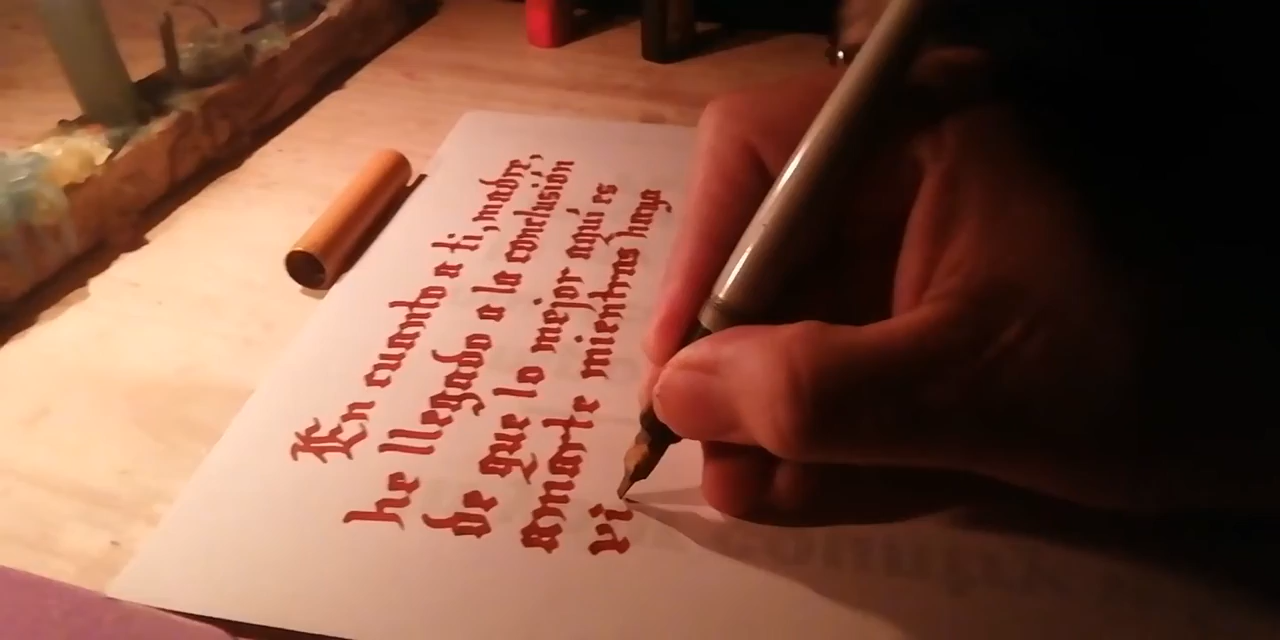 En cuanto a ti, madre,
he llegado a la conclusión
de que lo mejor aquí es
amarte mientras haya
vi